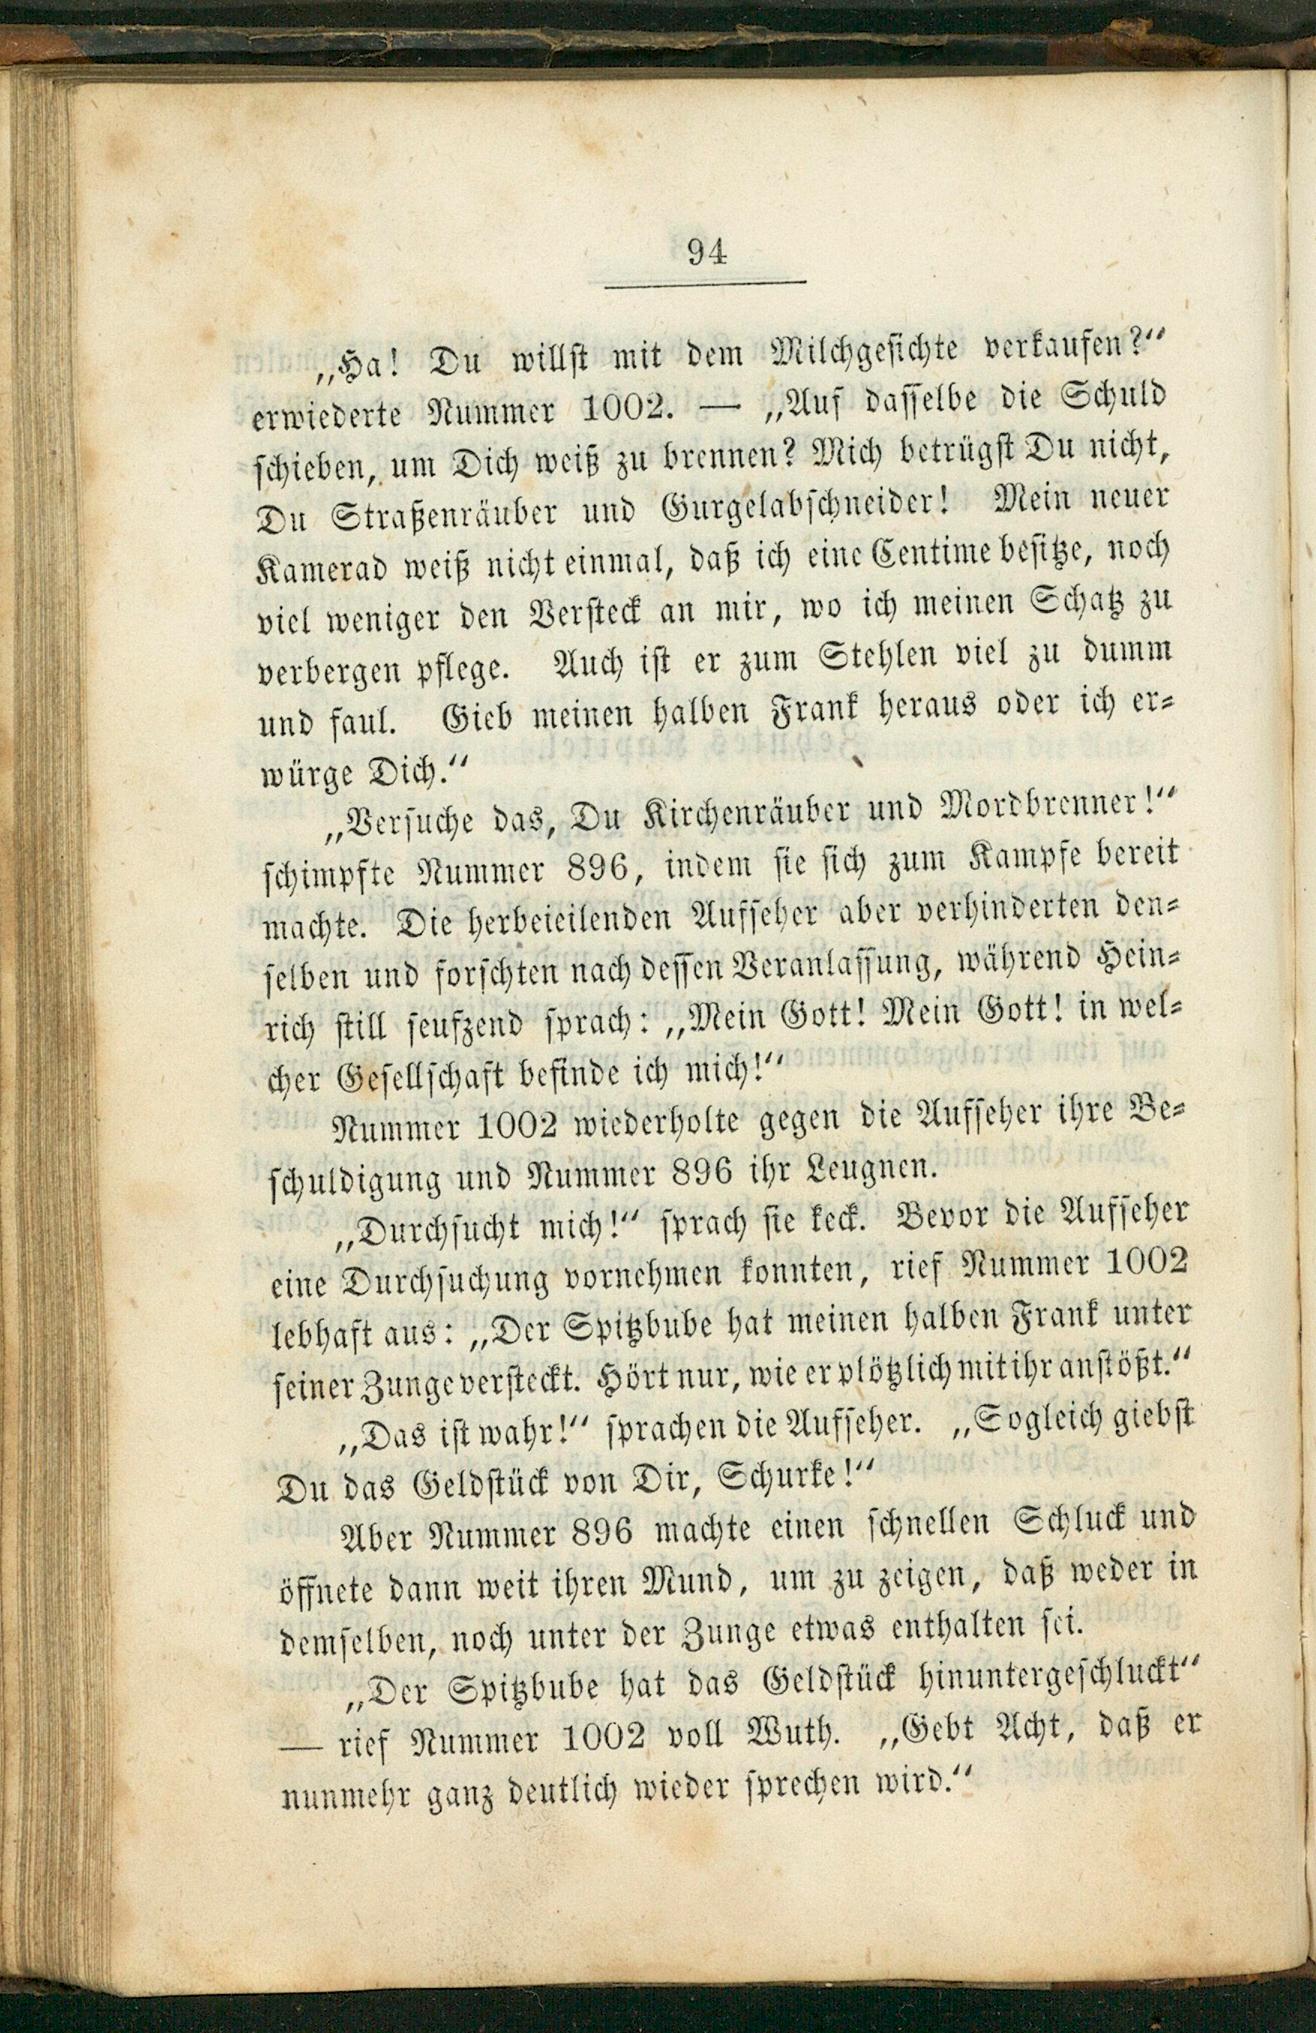 94
„Ha! Du willst mit dem Milchgesichte verkaufen?“
erwiederte Nummer 1002. — „Auf dasselbe die Schuld
schieben, um Dich weiß zu brennen? Mich betrügst Du nicht,
Du Straßenräuber und Gurgelabschneider! Mein neuer
Kamerad weiß nicht einmal, daß ich eine Centime besitze, noch
viel weniger den Versteck an mir, wo ich meinen Schatz zu
verbergen pflege. Auch ist er zum Stehlen viel zu dumm
und faul. Gieb meinen halben Frank heraus oder ich er-
würge Dich.“
„Versuche das, Du Kirchenräuber und Mordbrenner!“
schimpfte Nummer 896, indem sie sich zum Kampfe bereit
machte. Die herbeieilenden Aufseher aber verhinderten den-
selben und forschten nach dessen Veranlassung, während Hein-
rich still seufzend sprach: „Mein Gott! Mein Gott! in wel-
cher Gesellschaft befinde ich mich!“
Nummer 1002 wiederholte gegen die Aufseher ihre Be-
schuldigung und Nummer 896 ihr Leugnen.
„Durchsucht mich!“ sprach sie keck. Bevor die Aufseher
eine Durchsuchung vornehmen konnten, rief Nummer 1002
lebhaft aus: „Der Spitzbube hat meinen halben Frank unter
seiner Zunge versteckt. Hört nur, wie er plötzlich mit ihr anstößt.“
„Das ist wahr!“ sprachen die Aufseher. „Sogleich giebst
Du das Geldstück von Dir, Schurke!“
Aber Nummer 896 machte einen schnellen Schluck und
öffnete dann weit ihren Mund, um zu zeigen, daß weder in
demselben, noch unter der Zunge etwas enthalten sei.
„Der Spitzbube hat das Geldstück hinuntergeschluckt“
— rief Nummer 1002 voll Wuth. „Gebt Acht, daß er
nunmehr ganz deutlich wieder sprechen wird.“